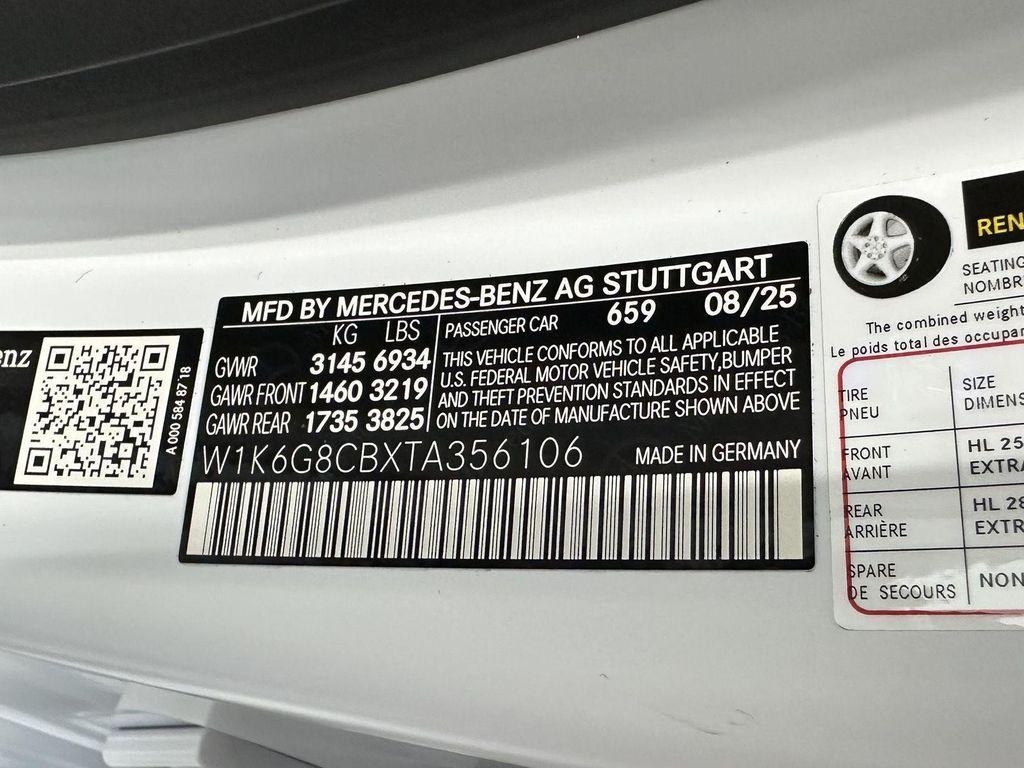 MFD BY MERCEDES-BENZ AG STUTTGART
KG LBS
GVWR 3145 6934
GAWR FRONT 1460 3219
GAWR REAR 1735 3825
PASSENGER CAR 659 08/25
THIS VEHICLE CONFORMS TO ALL APPLICABLE
U.S. FEDERAL MOTOR VEHICLE SAFETY, BUMPER
AND THEFT PREVENTION STANDARDS IN EFFECT
ON THE DATE OF MANUFACTURE SHOWN ABOVE
W1K6G8CBXTA356106 MADE IN GERMANY
enz
A 000 584 87 18
REN
SEATING
NOMBR
The combined weight
Le poids total des occupan
TIRE
PNEU
SIZE
DIMENS
FRONT
AVANT
HL 25
EXTRA
REAR
ARRIÈRE
HL 28
EXTR
SPARE
DE SECOURS
NON